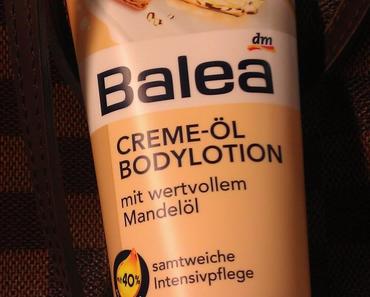 dm
Balea
CREME-ÖL
BODYLOTION
mit wertvollem
Mandelöl
40%
samtweiche
Intensivpflege